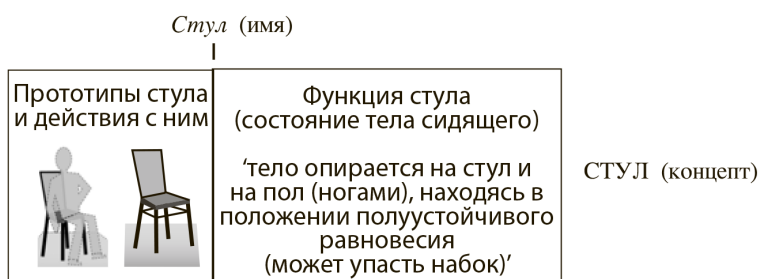 Стул (имя)
Прототипы стула
и действия с ним
Функция стула
(состояние тела сидящего)
‘тело опирается на стул и
на пол (ногами), находясь в
положении полуустойчивого
равновесия
(может упасть набок)’
СТУЛ (концепт)